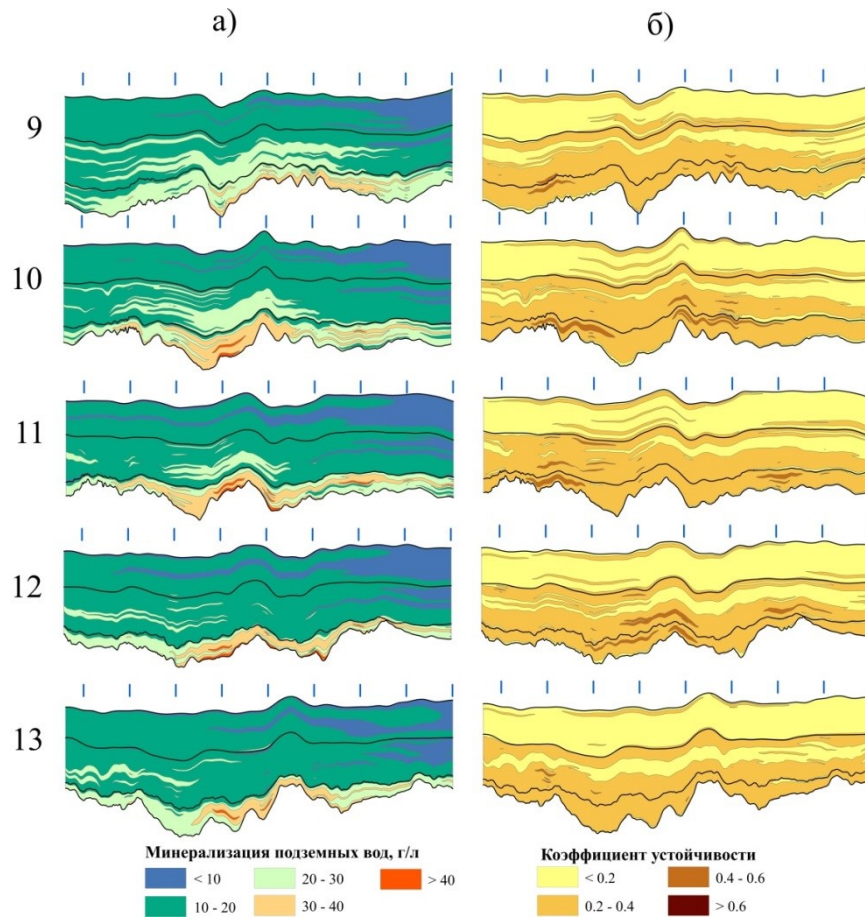 а) б)
9
10
11
12
13
Минерализация подземных вод, г/л
< 10 20 - 30 > 40
10 - 20 30 - 40
Коэффициент устойчивости
< 0.2 0.4 - 0.6
0.2 - 0.4 > 0.6